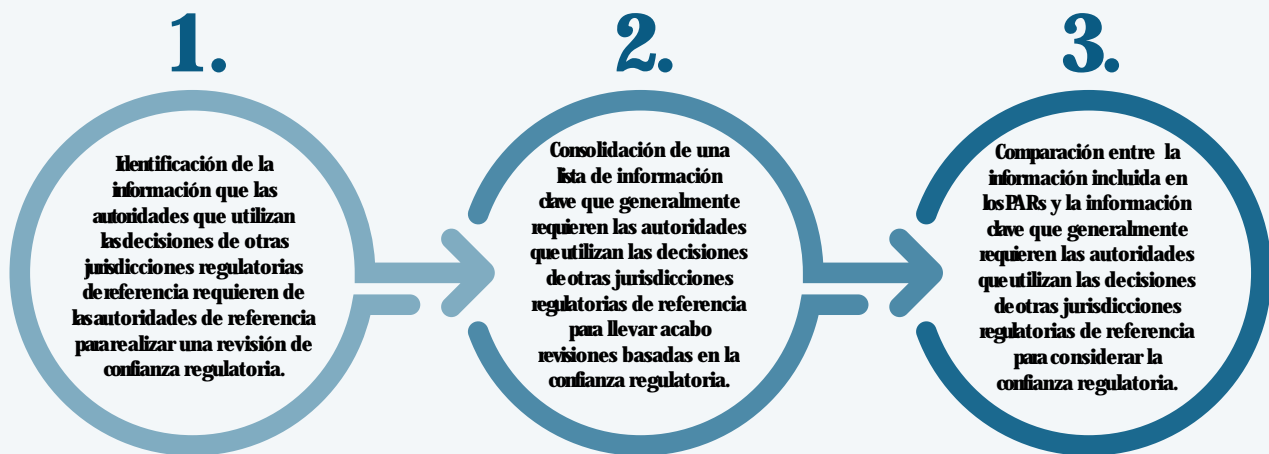 1.
Identificación de la
información que las
autoridades que utilizan
las decisiones de otras
jurisdicciones regulatorias
de referencia requieren de
las autoridades de referencia
para realizar una revisión de
confianza regulatoria.
2.
Consolidación de una
lista de información
clave que generalmente
requieren las autoridades
que utilizan las decisiones
de otras jurisdicciones
regulatorias de referencia
para llevar acabo
revisiones basadas en la
confianza regulatoria.
3.
Comparación entre la
información incluida en
los PARs y la información
clave que generalmente
requieren las autoridades
que utilizan las decisiones
de otras jurisdicciones
regulatorias de referencia
para considerar la
confianza regulatoria.